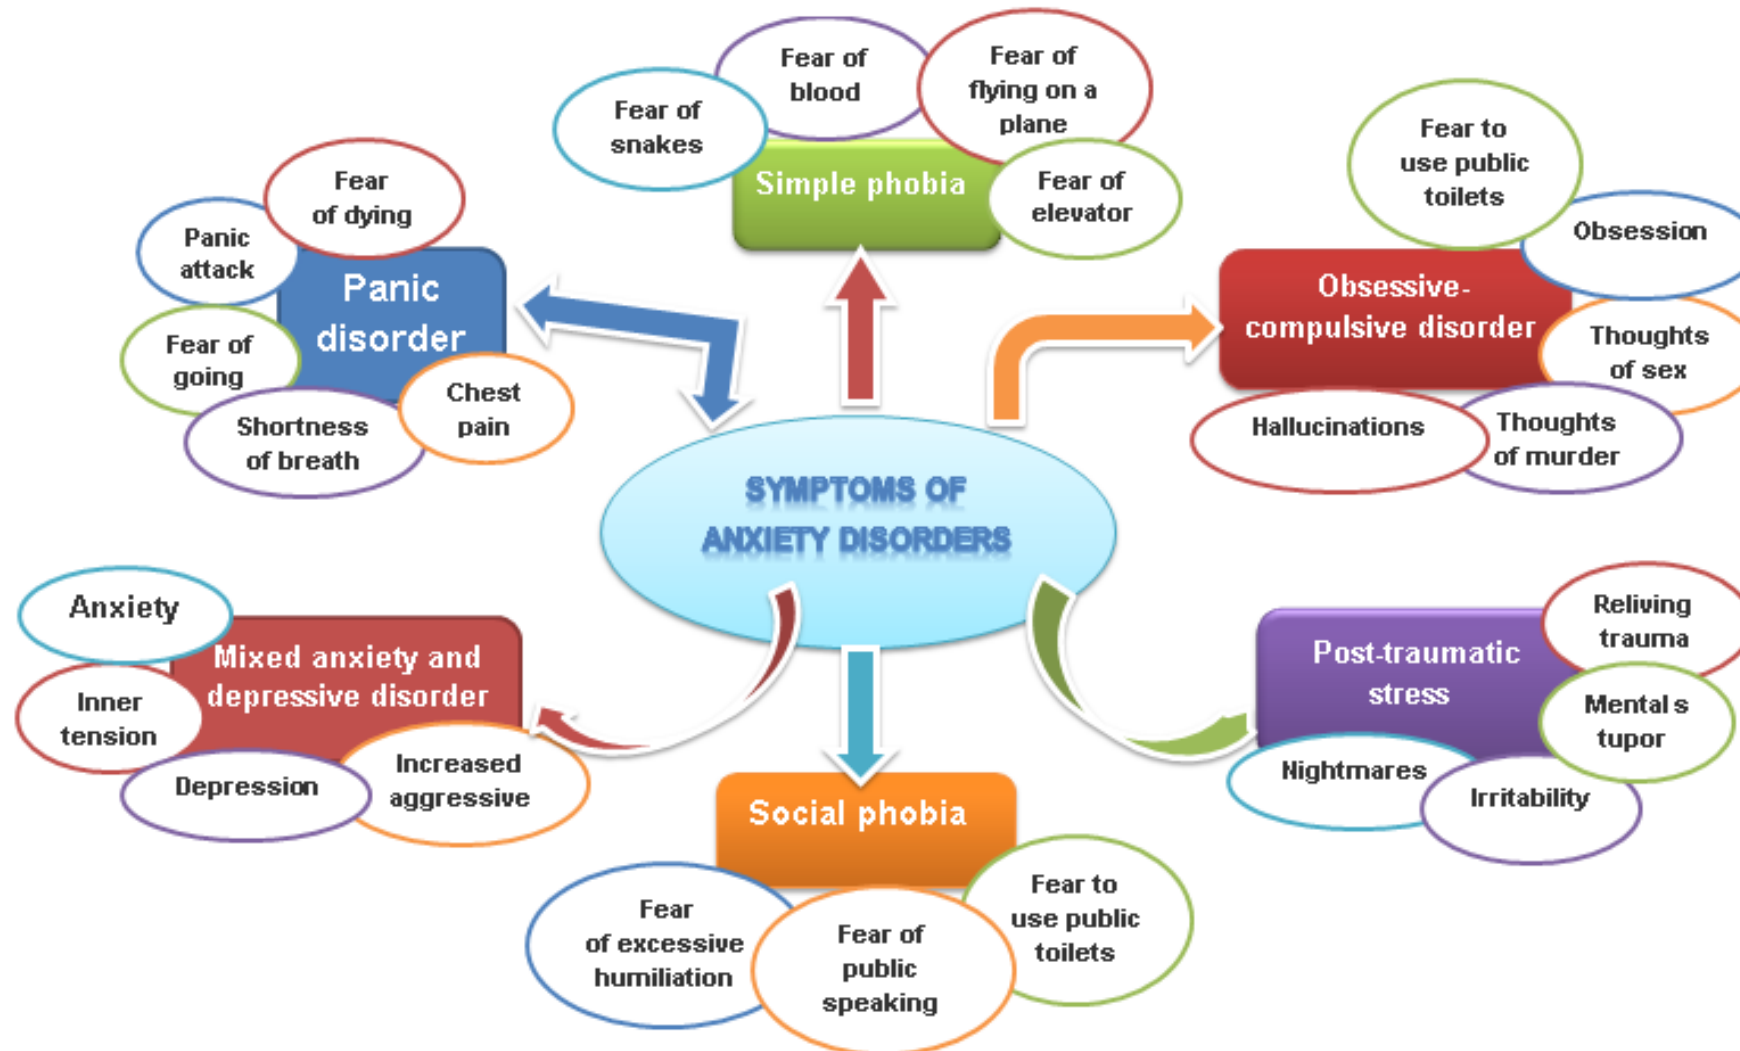 Fear of
blood
Fear of
flying on a
plane
Fear of
snakes
Fear of
elevator
Simple phobia
Fear
of dying
Panic
attack
Fear of
going
Shortness
of breath
Chest
pain
Panic
disorder
Fear to
use public
toilets
Obsession
Thoughts
of sex
Thoughts
of murder
Hallucinations
Obsessive-
compulsive disorder
SYMPTOMS OF
ANXIETY DISORDERS
Anxiety
Inner
tension
Depression
Increased
aggressive
Mixed anxiety and
depressive disorder
Social phobia
Fear
of excessive
humiliation
Fear of
public
speaking
Fear to
use public
toilets
Post-traumatic
stress
Reliving
trauma
Mental s
tupor
Nightmares
Irritability